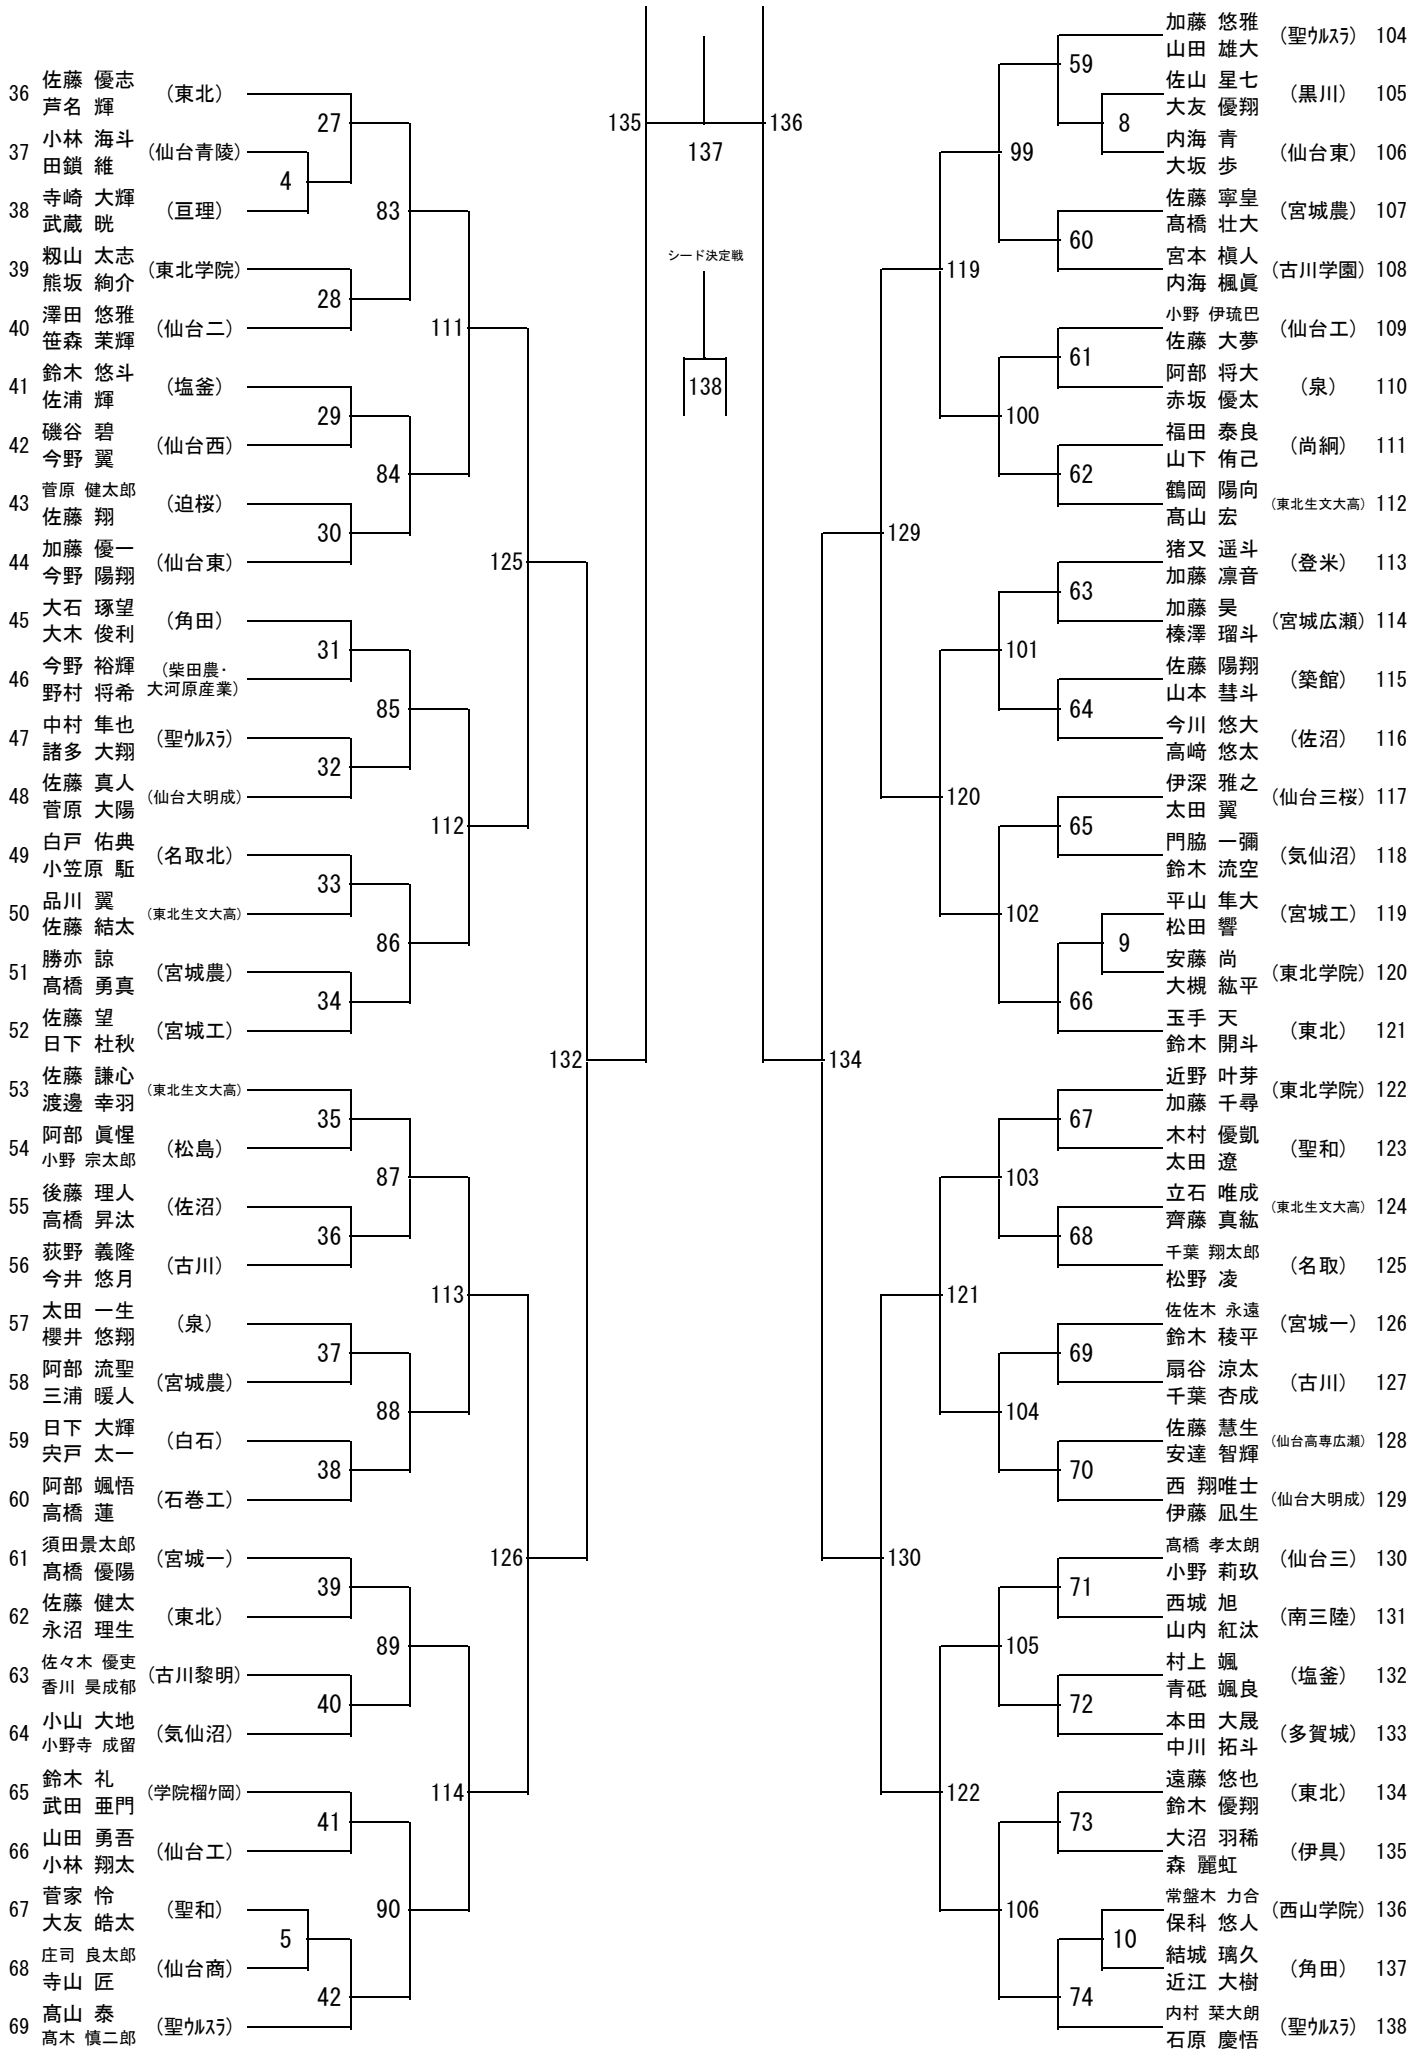 36 佐藤 優志 芦名 輝 (東北)
37 小林 海斗 田鎖 維 (仙台青陵)
38 寺崎 大輝 武蔵 晄 (亘理)
39 籾山 太志 熊坂 絢介 (東北学院)
40 澤田 悠雅 笹森 茉輝 (仙台二)
41 鈴木 悠斗 佐浦 輝 (塩釜)
42 磯谷 碧 今野 翼 (仙台西)
43 菅原 健太郎 佐藤 翔 (迫桜)
44 加藤 優一 今野 陽翔 (仙台東)
45 大石 琢望 大木 俊利 (角田)
46 今野 裕輝 野村 将希 (柴田農・大河原産業)
47 中村 隼也 諸多 大翔 (聖ウルスラ)
48 佐藤 真人 菅原 大陽 (仙台大明成)
49 白戸 佑典 小笠原 駈 (名取北)
50 品川 翼 佐藤 結太 (東北生文大高)
51 勝亦 諒 髙橋 勇真 (宮城農)
52 佐藤 望 日下 杜秋 (宮城工)
53 佐藤 謙心 渡邊 幸羽 (東北生文大高)
54 阿部 眞惺 小野 宗太郎 (松島)
55 後藤 理人 高橋 昇汰 (佐沼)
56 荻野 義隆 今井 悠月 (古川)
57 太田 一生 櫻井 悠翔 (泉)
58 阿部 流聖 三浦 暖人 (宮城農)
59 日下 大輝 宍戸 太一 (白石)
60 阿部 颯悟 高橋 蓮 (石巻工)
61 須田景太郎 髙橋 優陽 (宮城一)
62 佐藤 健太 永沼 理生 (東北)
63 佐々木 優吏 香川 昊成郁 (古川黎明)
64 小山 大地 小野寺 成留 (気仙沼)
65 鈴木 礼 武田 亜門 (学院榴ケ岡)
66 山田 勇吾 小林 翔太 (仙台工)
67 菅家 怜 大友 皓太 (聖和)
68 庄司 良太郎 寺山 匠 (仙台商)
69 髙山 泰 髙木 慎二郎 (聖ウルスラ)
4
5
27
28
29
30
31
32
33
34
35
36
37
38
39
40
41
42
83
84
85
86
87
88
89
90
111
112
113
114
125
126
132
135
136
137
シード決定戦
138
134
129
130
119
120
121
122
99
100
101
102
103
104
105
106
59
60
61
62
63
64
65
66
67
68
69
70
71
72
73
74
8
9
10
加藤 悠雅 山田 雄大 (聖ウルスラ) 104
佐山 星七 大友 優翔 (黒川) 105
内海 青 大坂 歩 (仙台東) 106
佐藤 寧皇 髙橋 壮大 (宮城農) 107
宮本 槇人 内海 楓眞 (古川学園) 108
小野 伊琉巴 佐藤 大夢 (仙台工) 109
阿部 将大 赤坂 優太 (泉) 110
福田 泰良 山下 侑己 (尚絅) 111
鶴岡 陽向 髙山 宏 (東北生文大高) 112
猪又 遥斗 加藤 凛音 (登米) 113
加藤 昊 榛澤 瑠斗 (宮城広瀬) 114
佐藤 陽翔 山本 彗斗 (築館) 115
今川 悠大 高﨑 悠太 (佐沼) 116
伊深 雅之 太田 翼 (仙台三桜) 117
門脇 一彌 鈴木 流空 (気仙沼) 118
平山 隼大 松田 響 (宮城工) 119
安藤 尚 大槻 紘平 (東北学院) 120
玉手 天 鈴木 開斗 (東北) 121
近野 叶芽 加藤 千尋 (東北学院) 122
木村 優凱 太田 遼 (聖和) 123
立石 唯成 齊藤 真紘 (東北生文大高) 124
千葉 翔太郎 松野 凌 (名取) 125
佐佐木 永遠 鈴木 稜平 (宮城一) 126
扇谷 涼太 千葉 杏成 (古川) 127
佐藤 慧生 安達 智輝 (仙台高専広瀬) 128
西 翔唯士 伊藤 凪生 (仙台大明成) 129
髙橋 孝太朗 小野 莉玖 (仙台三) 130
西城 旭 山内 紅汰 (南三陸) 131
村上 颯 青砥 颯良 (塩釜) 132
本田 大晟 中川 拓斗 (多賀城) 133
遠藤 悠也 鈴木 優翔 (東北) 134
大沼 羽稀 森 麗虹 (伊具) 135
常盤木 力合 保科 悠人 (西山学院) 136
結城 璃久 近江 大樹 (角田) 137
内村 栞大朗 石原 慶悟 (聖ウルスラ) 138